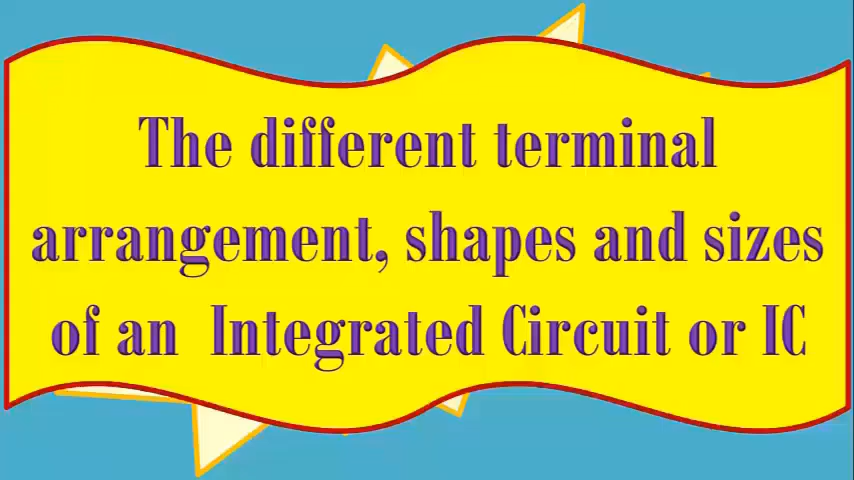 The different terminal
arrangement, shapes and sizes
of an Integrated Circuit or IC